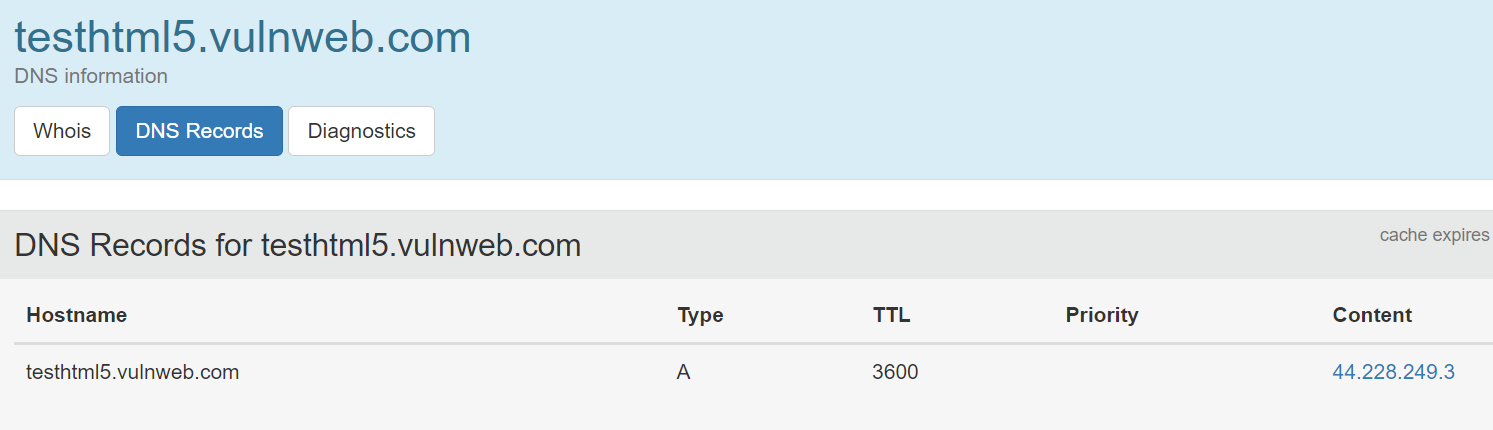 testhtml5.vulnweb.com
DNS information
Whois DNS Records Diagnostics
DNS Records for testhtml5.vulnweb.com cache expires
Hostname Type TTL Priority Content
testhtml5.vulnweb.com A 3600 44.228.249.3